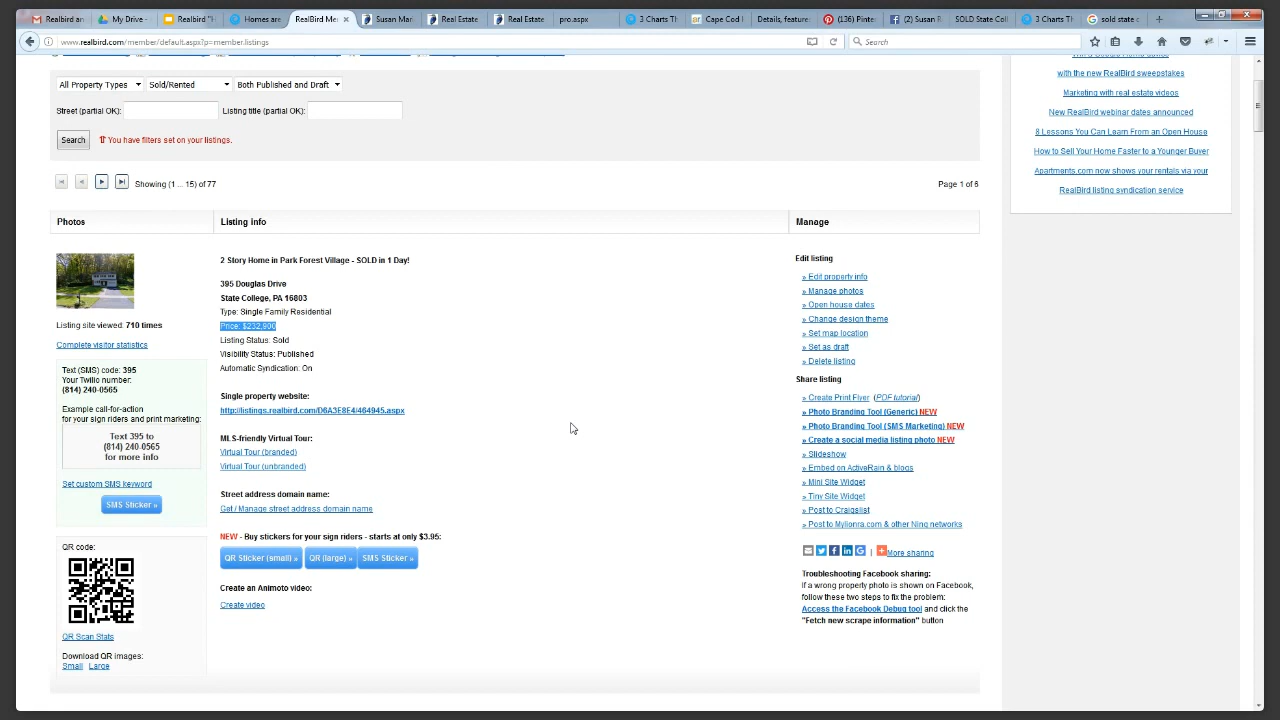 Realbird an
My Drive -
Realbird "H
Homes are
RealBird Me
Susan Mar
Real Estate
Real Estate
pro.aspx
3 Charts Th
Cape Cod I
Details, feature
(136) Pinte
(2) Susan R
SOLD State Coll
3 Charts Th
sold state c
www.realbird.com/member/default.aspx?p=member.listings
Search
All Property Types
Sold/Rented
Both Published and Draft
Street (partial OK):
Listing title (partial OK):
Search
You have filters set on your listings.
Showing (1 ... 15) of 77
Page 1 of 6
with the new RealBird sweepstakes
Marketing with real estate videos
New RealBird webinar dates announced
8 Lessons You Can Learn From an Open House
How to Sell Your Home Faster to a Younger Buyer
Apartments.com now shows your rentals via your
RealBird listing syndication service
Photos
Listing info
Manage
Listing site viewed: 710 times
Complete visitor statistics
Text (SMS) code: 395
Your Twilio number:
(814) 240-0565
Example call-for-action
for your sign riders and print marketing:
Text 395 to
(814) 240-0565
for more info
Set custom SMS keyword
SMS Sticker »
QR code:
QR Scan Stats
Download QR images:
Small Large
2 Story Home in Park Forest Village - SOLD in 1 Day!
395 Douglas Drive
State College, PA 16803
Type: Single Family Residential
Price: $232,900
Listing Status: Sold
Visibility Status: Published
Automatic Syndication: On
Single property website:
http://listings.realbird.com/D6A3E8E4/464945.aspx
MLS-friendly Virtual Tour:
Virtual Tour (branded)
Virtual Tour (unbranded)
Street address domain name:
Get / Manage street address domain name
NEW - Buy stickers for your sign riders - starts at only $3.95:
QR Sticker (small) »
QR (large) »
SMS Sticker »
Create an Animoto video:
Create video
Edit listing
» Edit property info
» Manage photos
» Open house dates
» Change design theme
» Set map location
» Set as draft
» Delete listing
Share listing
» Create Print Flyer (PDF tutorial)
» Photo Branding Tool (Generic) NEW
» Photo Branding Tool (SMS Marketing) NEW
» Create a social media listing photo NEW
» Slideshow
» Embed on ActiveRain & blogs
» Mini Site Widget
» Tiny Site Widget
» Post to Craigslist
» Post to Mylionra.com & other Ning networks
| More sharing
Troubleshooting Facebook sharing:
If a wrong property photo is shown on Facebook,
follow these two steps to fix the problem:
Access the Facebook Debug tool and click the
"Fetch new scrape information" button